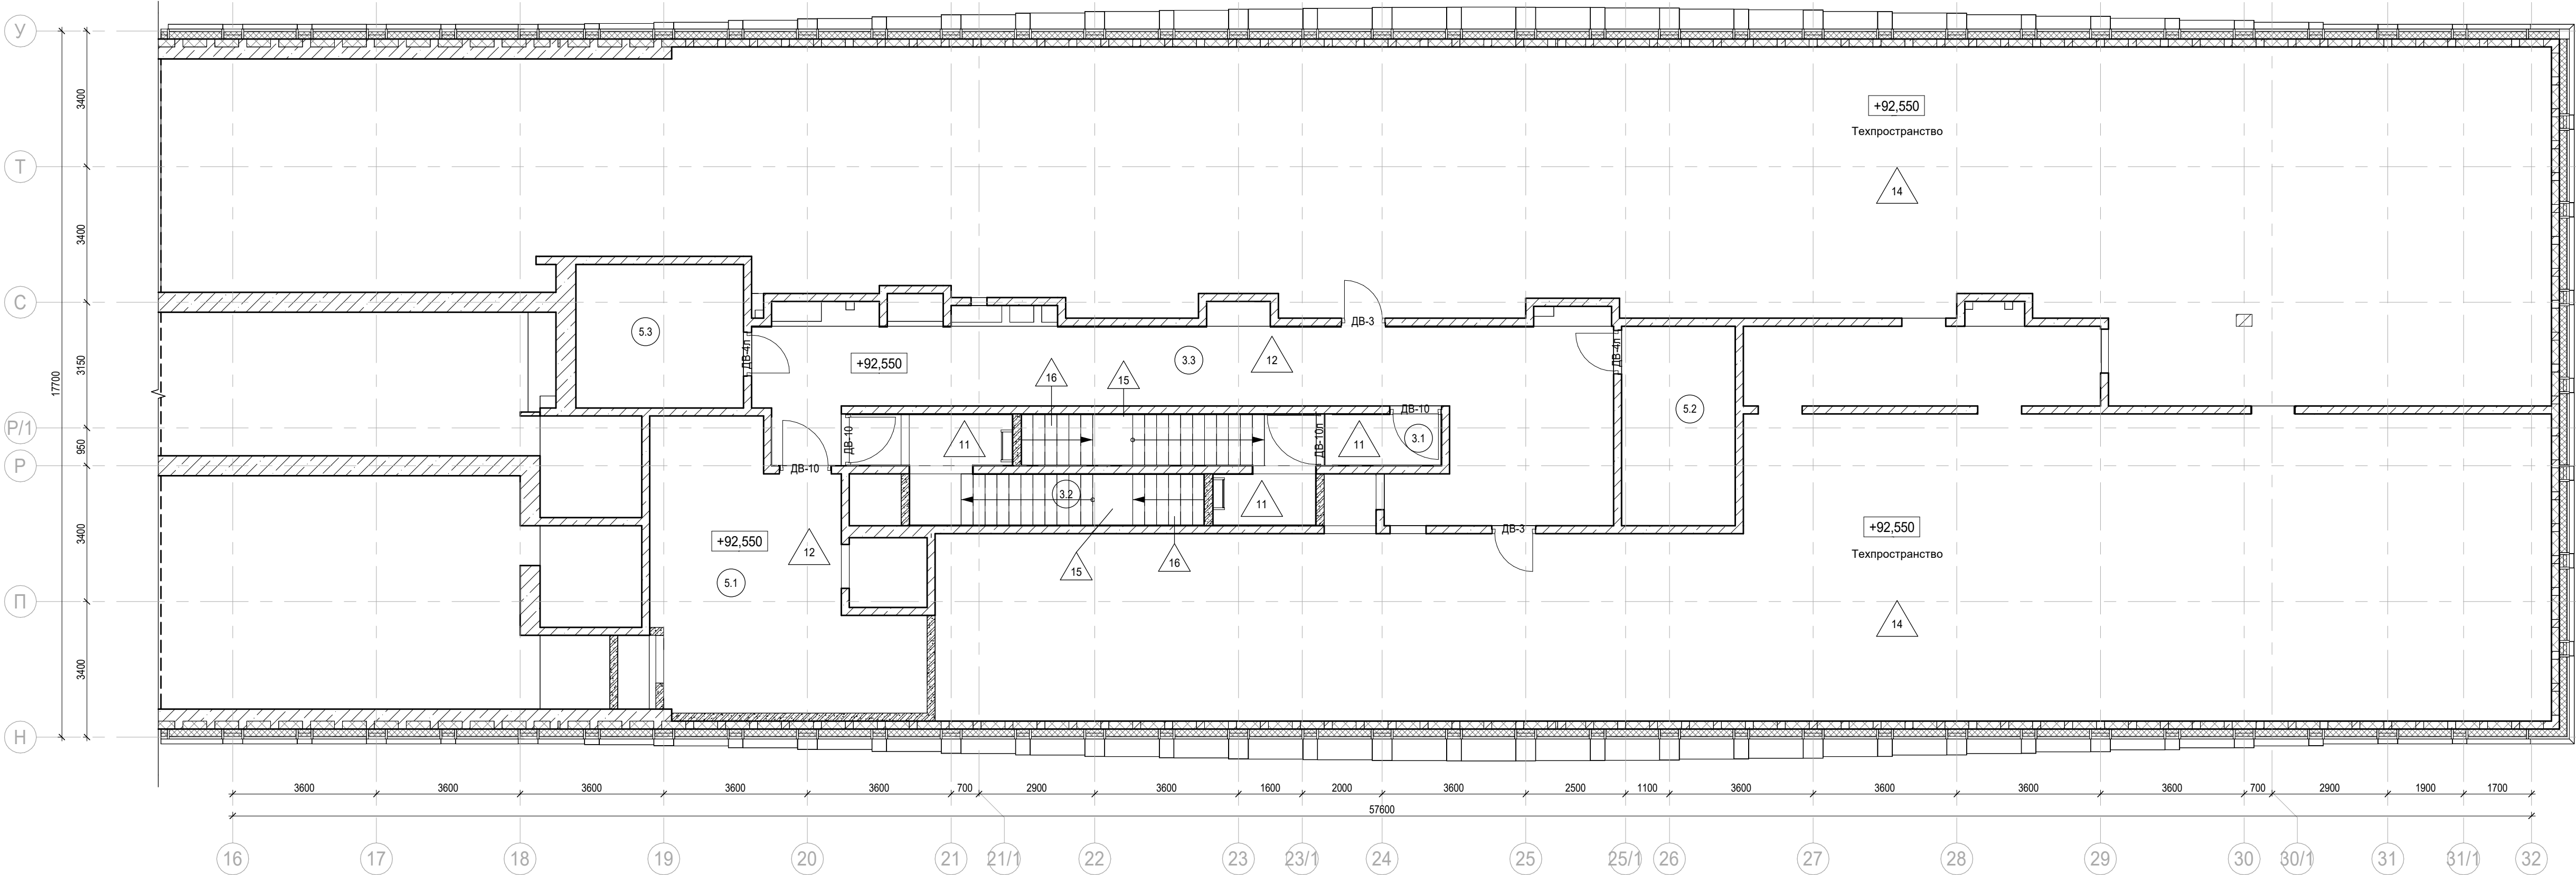 У
+92,550
3400
Техпространство
Т
14
3400
С
ДВ-3
5.3
ДВ-4л
+92,550
3.3
12
ДВ-4л
3150
17700
16
15
5.2
ДВ-10
Р/1
ДВ-10
11
ДВ-10л
11
3.1
950
Р
ДВ-10
3.2
11
3400
+92,550
12
ДВ-3
+92,550
Техпространство
15
16
5.1
П
14
3400
Н
3600 3600 3600 3600 3600 700 2900 3600 1600 2000 3600 2500 1100 3600 3600 3600 3600 700 2900 1900 1700
57600
16 17 18 19 20 21 21/1 22 23 23/1 24 25 25/1 26 27 28 29 30 30/1 31 31/1 32